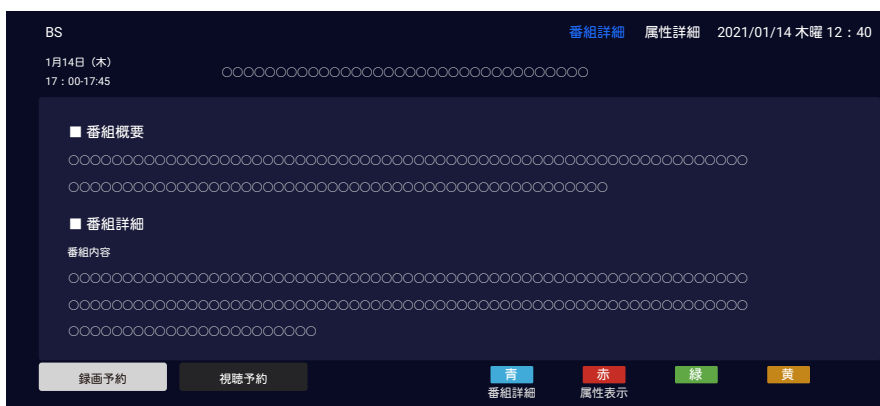 BS 番組詳細 属性詳細 2021/01/14 木曜 12：40
1月14日（木）
17：00-17:45
○○○○○○○○○○○○○○○○○○○○○○○○○○○○○○○○○○
■ 番組概要
○○○○○○○○○○○○○○○○○○○○○○○○○○○○○○○○○○○○○○○○○○○○○○○○○○○○○○○○○○○○○○○
○○○○○○○○○○○○○○○○○○○○○○○○○○○○○○○○○○○○○○○○○○○○○○○○○○
■ 番組詳細
番組内容
○○○○○○○○○○○○○○○○○○○○○○○○○○○○○○○○○○○○○○○○○○○○○○○○○○○○○○○○○○○○○○○
○○○○○○○○○○○○○○○○○○○○○○○○○○○○○○○○○○○○○○○○○○○○○○○○○○○○○○○○○○○○○○○
○○○○○○○○○○○○○○○○○○○○○○○
録画予約 視聴予約 青 赤 緑 黄
番組詳細 属性表示